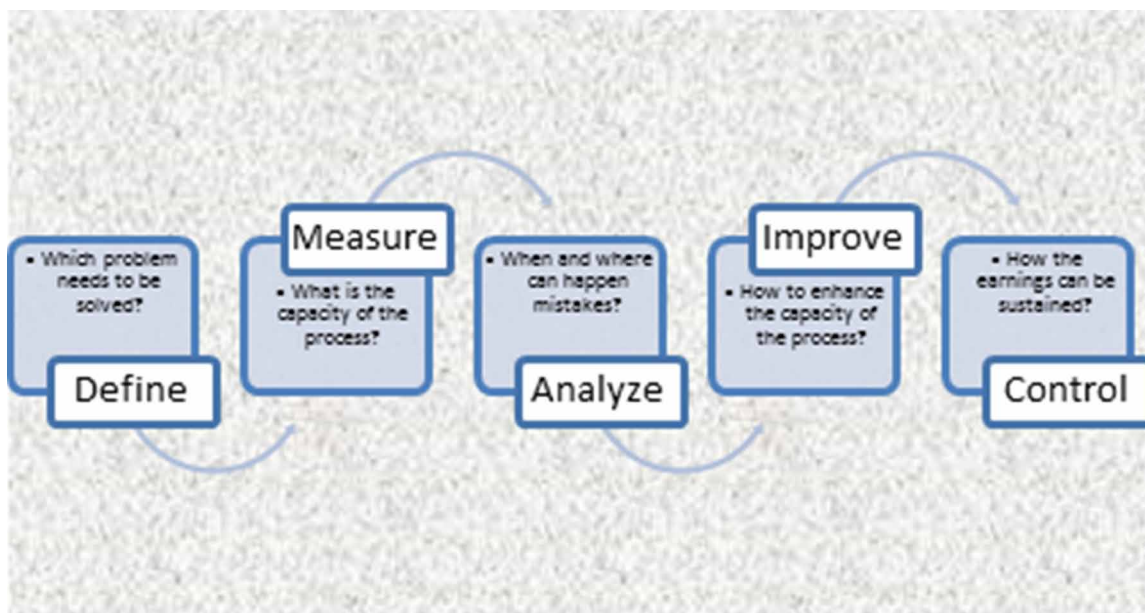 • Which problem
needs to be
solved?
Define
Measure
• What is the
capacity of the
process?
• When and where
can happen
mistakes?
Analyze
Improve
• How to enhance
the capacity of
the process?
• How the
earnings can be
sustained?
Control